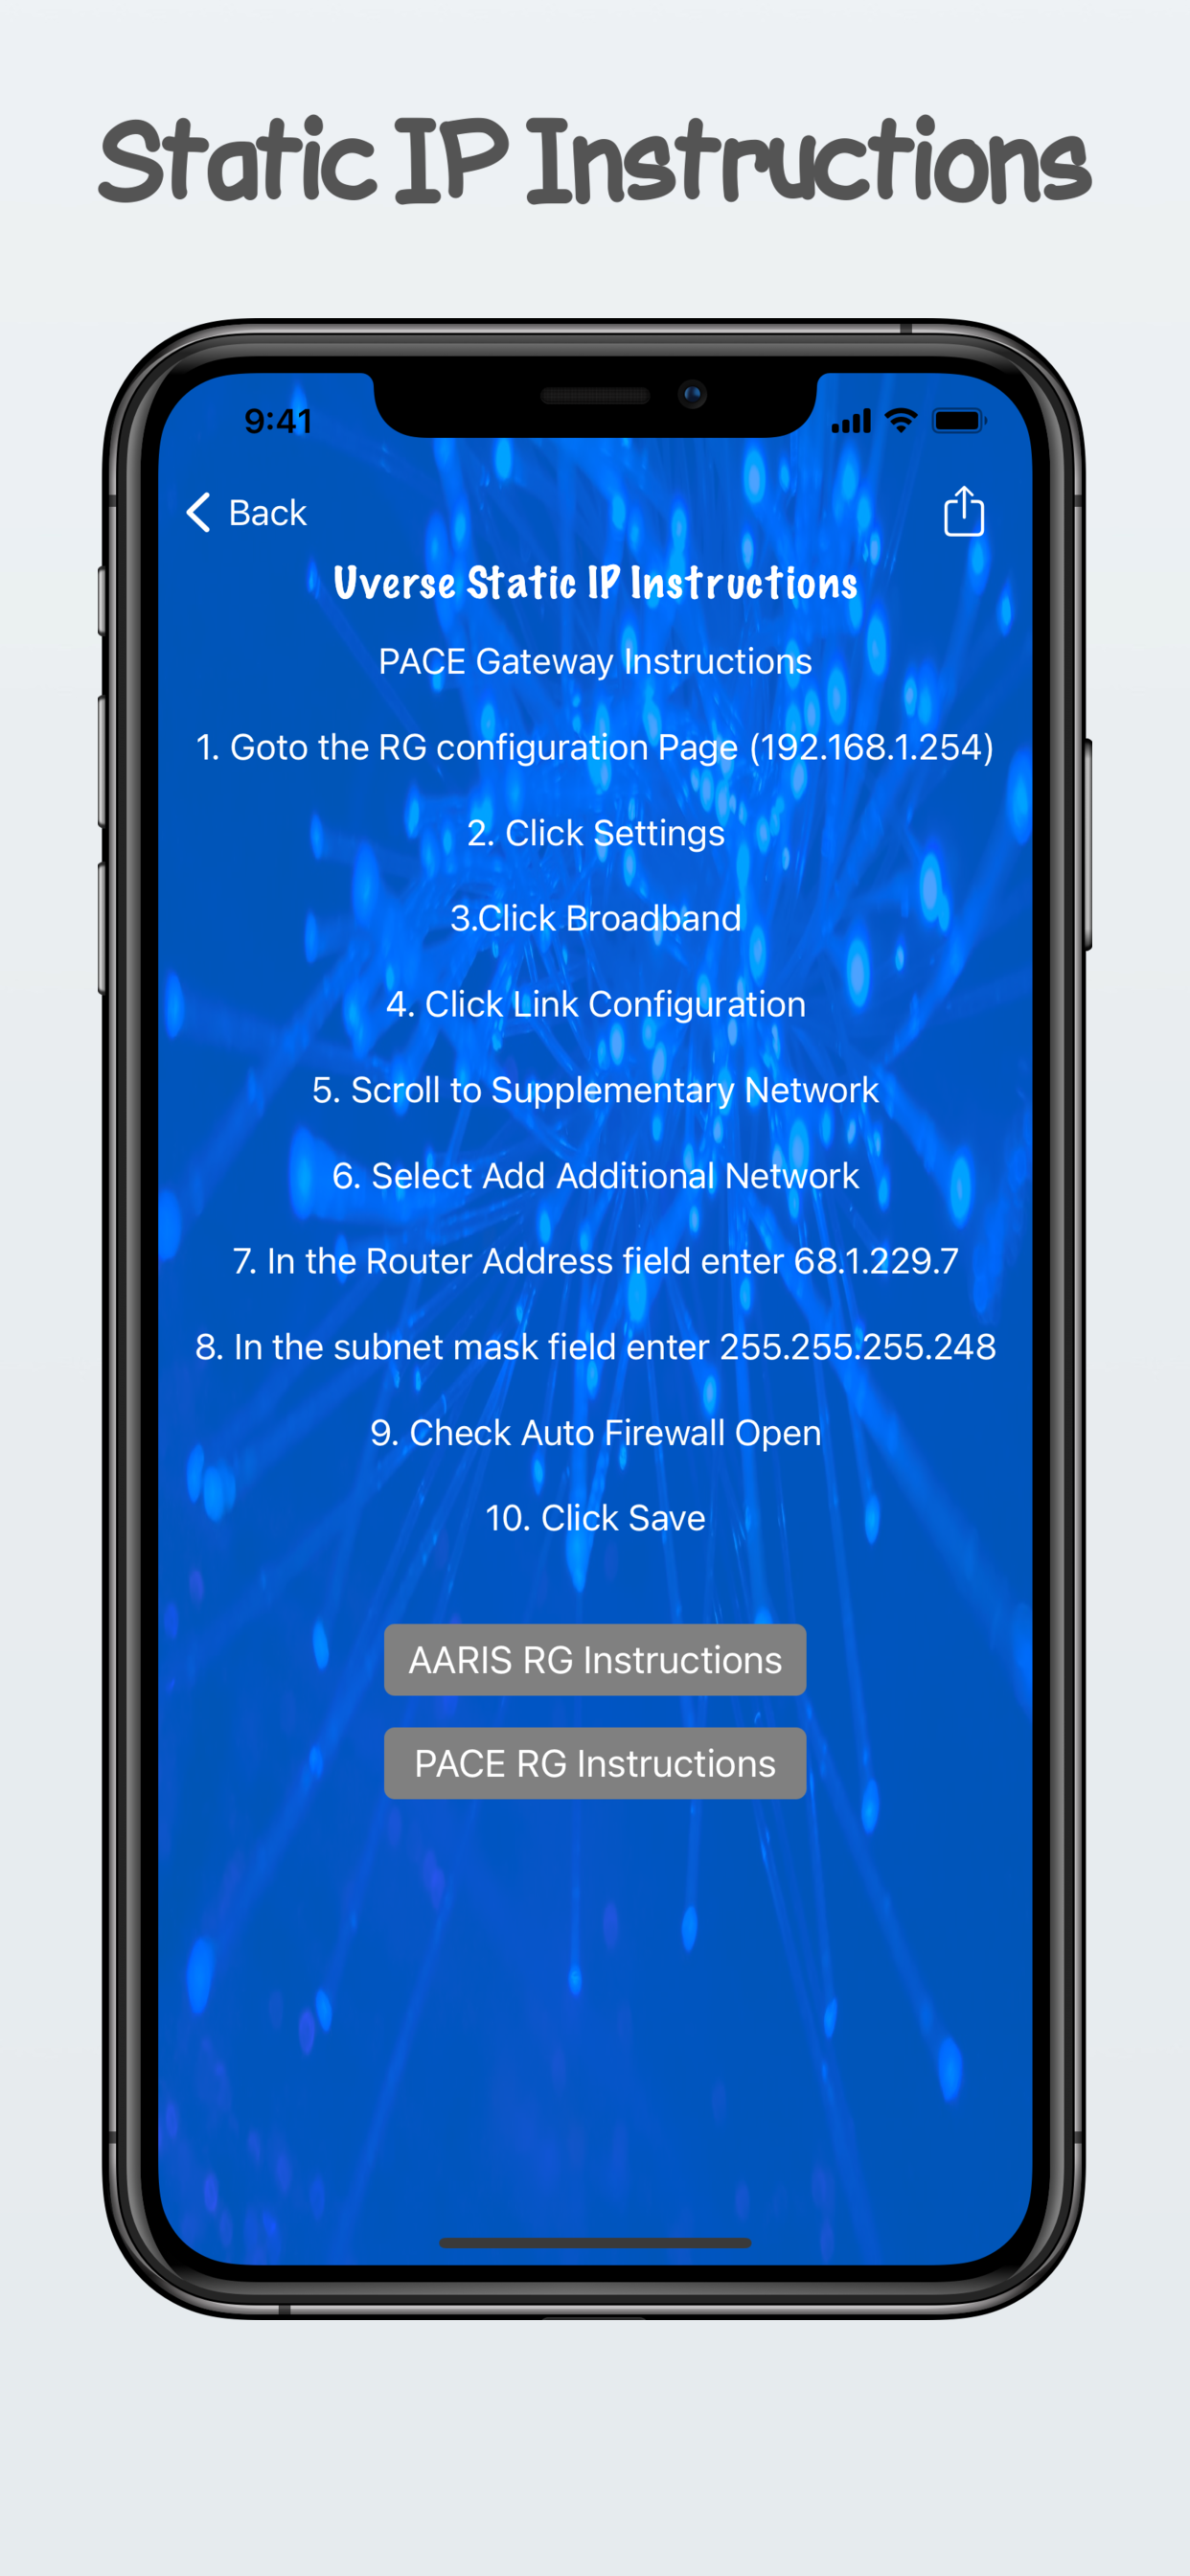 Static IP Instructions
9:41
Back
Uverse Static IP Instructions
PACE Gateway Instructions
1. Goto the RG configuration Page (192.168.1.254)
2. Click Settings
3.Click Broadband
4. Click Link Configuration
5. Scroll to Supplementary Network
6. Select Add Additional Network
7. In the Router Address field enter 68.1.229.7
8. In the subnet mask field enter 255.255.255.248
9. Check Auto Firewall Open
10. Click Save
AARIS RG Instructions
PACE RG Instructions